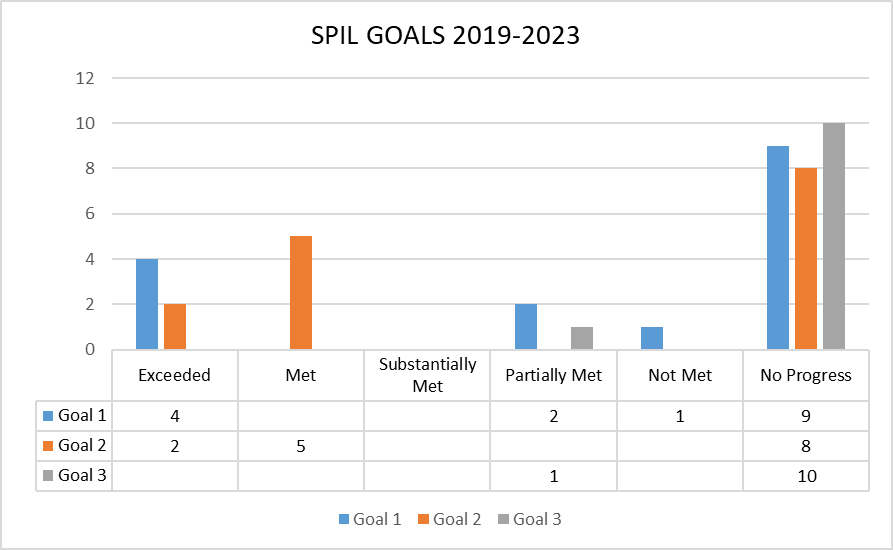 SPIL GOALS 2019-2023
12
10
8
6
4
2
0
Exceeded Met Substantially Met Partially Met Not Met No Progress
Goal 1 4 2 1 9
Goal 2 2 5 8
Goal 3 1 10
Goal 1 Goal 2 Goal 3